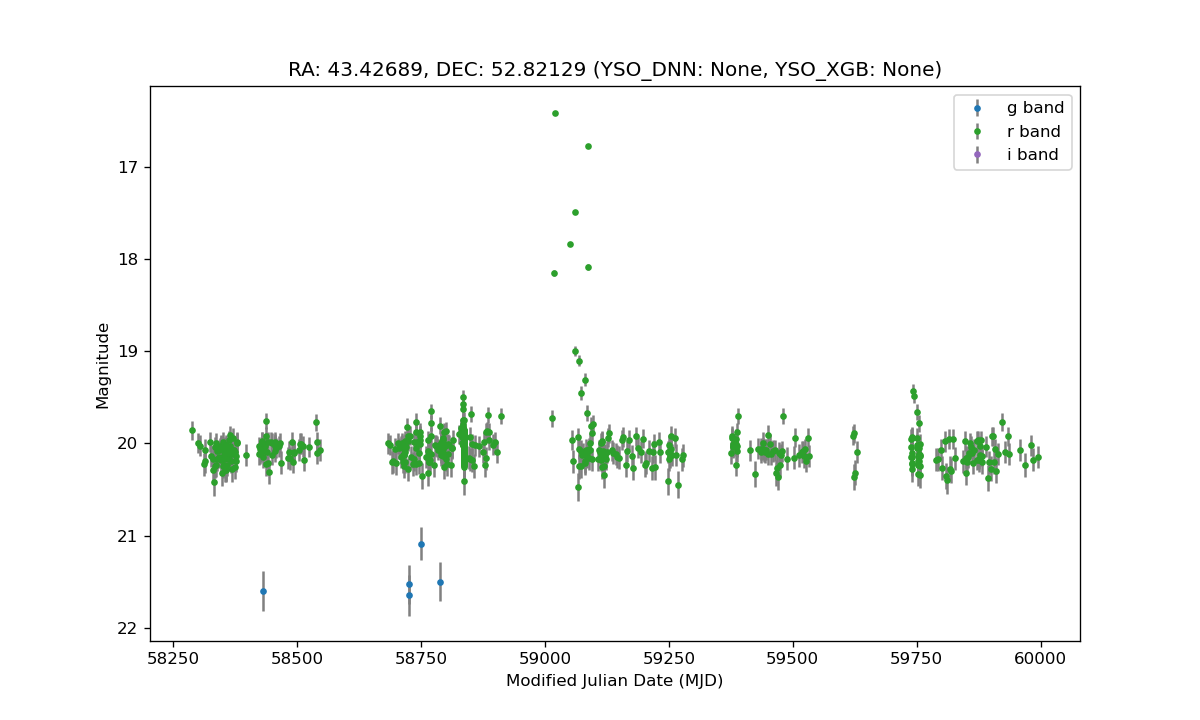 RA: 43.42689, DEC: 52.82129 (YSO_DNN: None, YSO_XGB: None)
g band
r band
i band
17
18
19
20
21
22
Magnitude
58250 58500 58750 59000 59250 59500 59750 60000
Modified Julian Date (MJD)